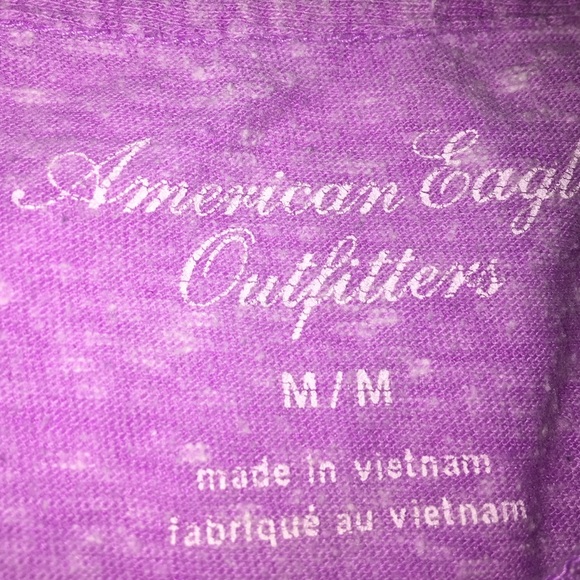 American Eagl
Outfitters
M/M
made in vietnam
fabriqué au vietnam